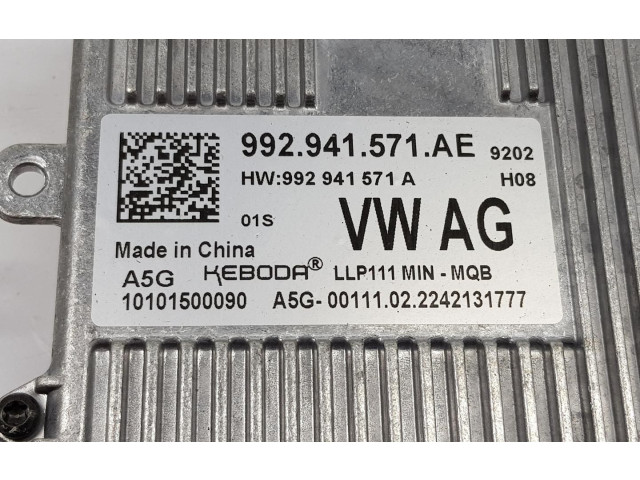 992.941.571.AE 9202
HW:992 941 571 A H08
01S VW AG
Made in China
A5G KEBODA® LLP111 MIN - MQB
10101500090 A5G- 00111.02.2242131777